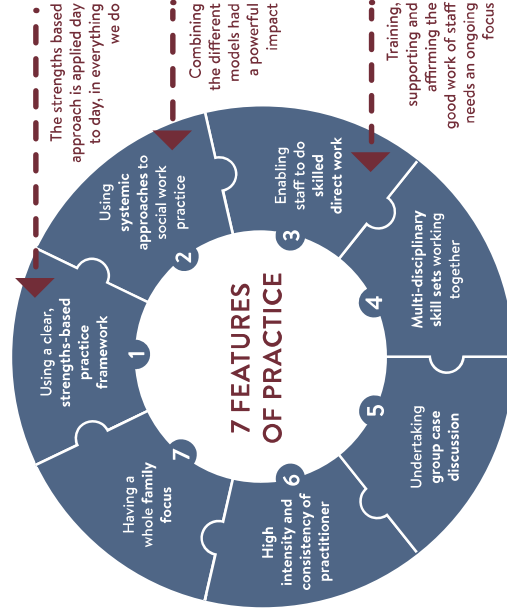 7 FEATURES
OF PRACTICE
1
Using a clear,
strengths-based
practice
framework
2
Using
systemic
approaches to
social work
practice
3
Enabling
staff to do
skilled
direct work
4
Multi-disciplinary
skill sets working
together
5
Undertaking
group case
discussion
6
High
intensity and
consistency of
practitioner
7
Having a
whole family
focus
The strengths based
approach is applied day
to day, in everything
we do
Combining
the different
models had
a powerful
impact
Training,
supporting and
affirming the
good work of staff
needs an ongoing
focus